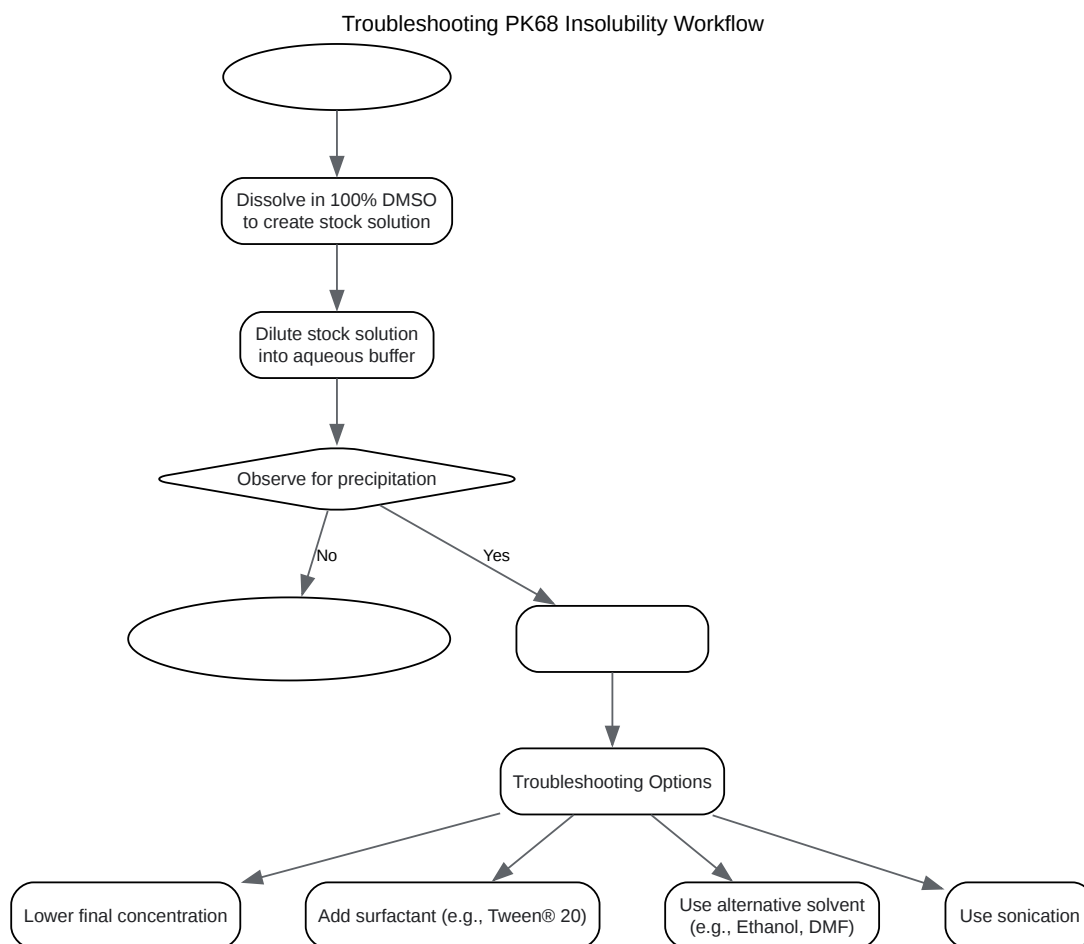 Troubleshooting PK68 Insolubility Workflow
Dissolve in 100% DMSO
to create stock solution
Dilute stock solution
into aqueous buffer
Observe for precipitation
No
Yes
Troubleshooting Options
Lower final concentration
Add surfactant (e.g., Tween® 20)
Use alternative solvent
(e.g., Ethanol, DMF)
Use sonication